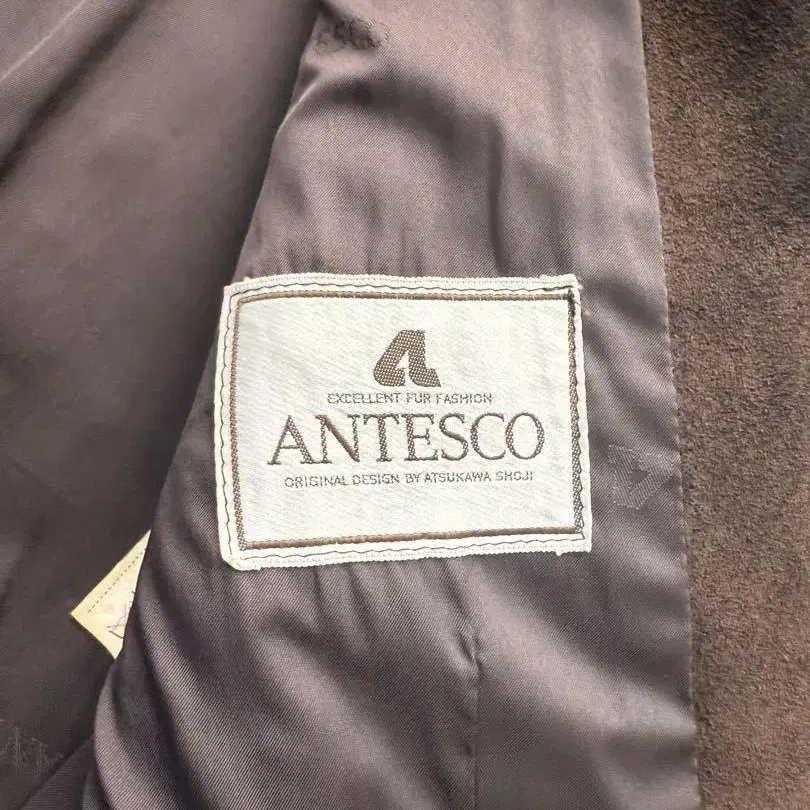 EXCELLENT FUR FASHION
ANTESCO
ORIGINAL DESIGN BY ATSUKAWA SHOJI